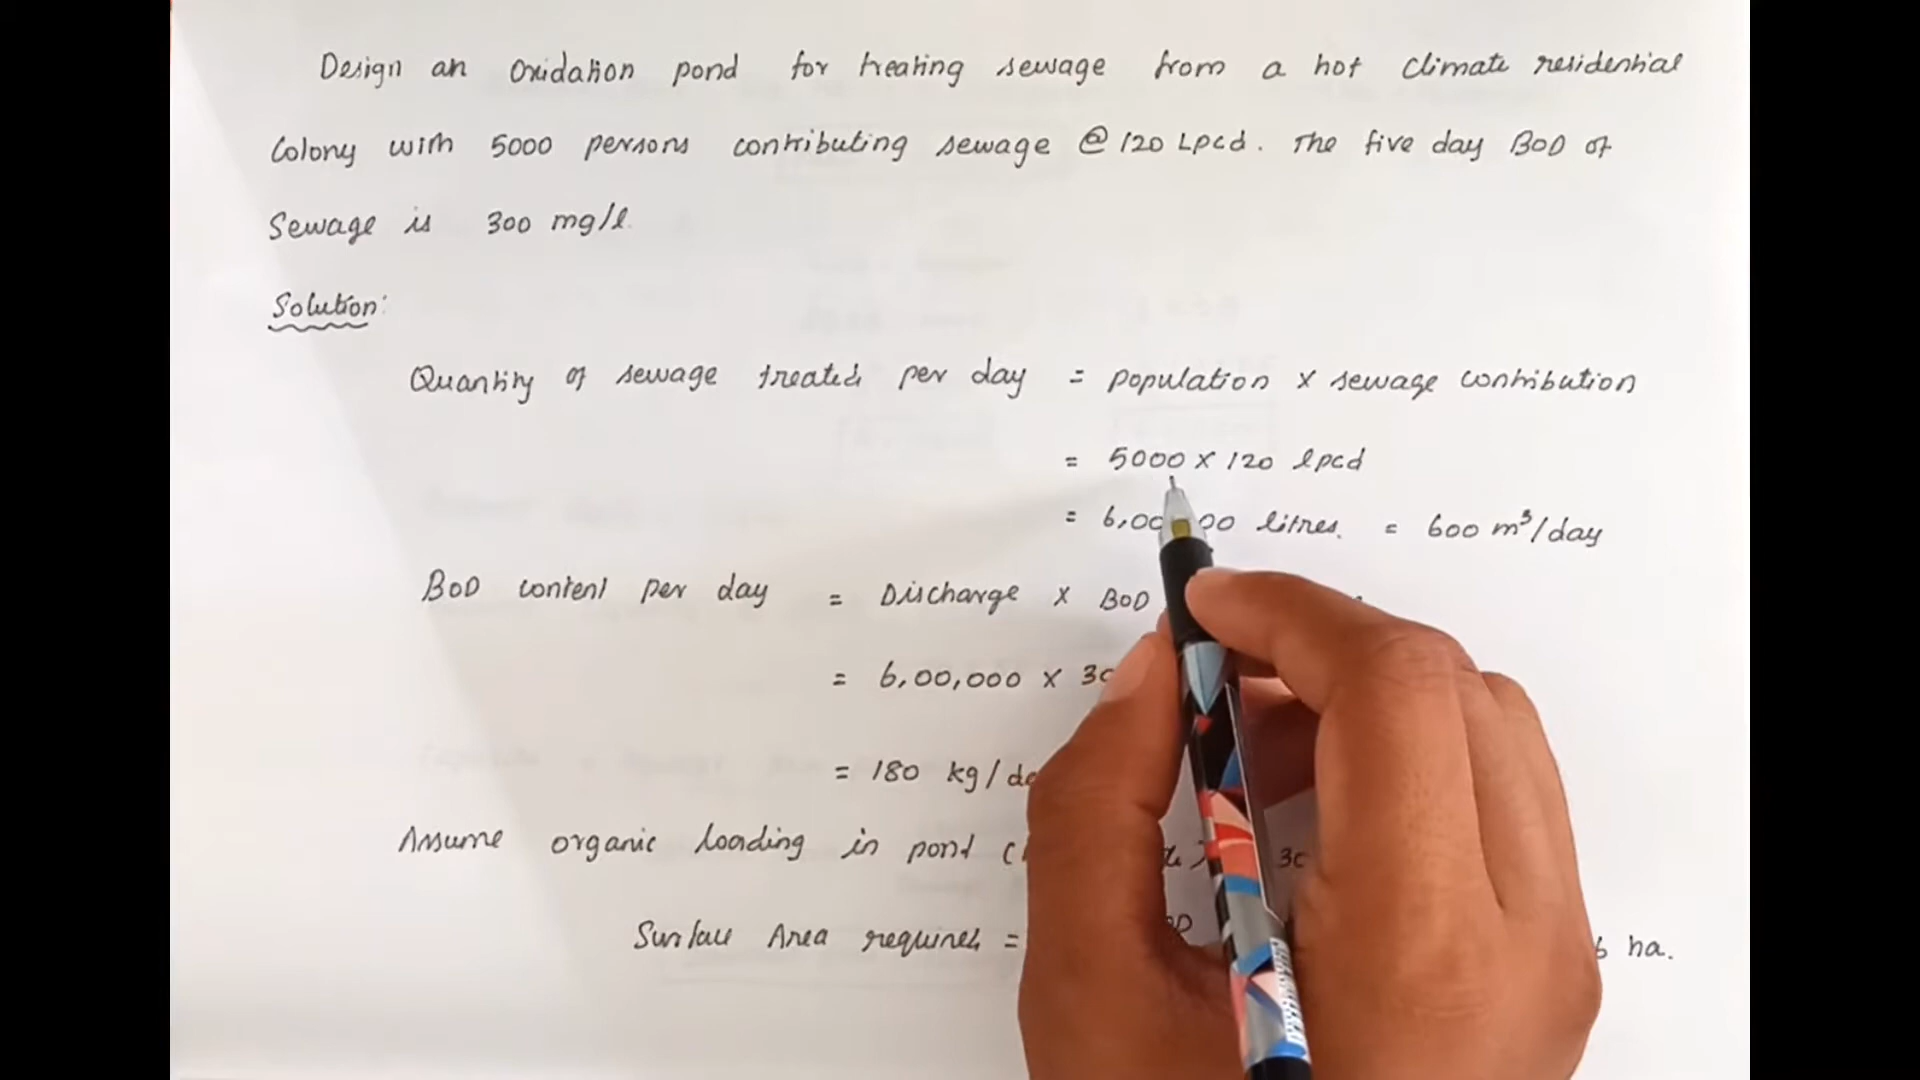 Design an Oxidation pond for treating sewage from a hot climate residential
Colony with 5000 persons contributing sewage @ 120 Lpcd. The five day BOD of
Sewage is 300 mg/l.
Solution:
Quantity of sewage treated per day = population x sewage contribution
= 5000 x 120 lpcd
= 6,00 00 litres. = 600 m³/day
BOD content per day = Discharge x BOD
= 6,00,000 x
= 180 kg/
Assume organic loading in pond (
Surface Area required = ha.